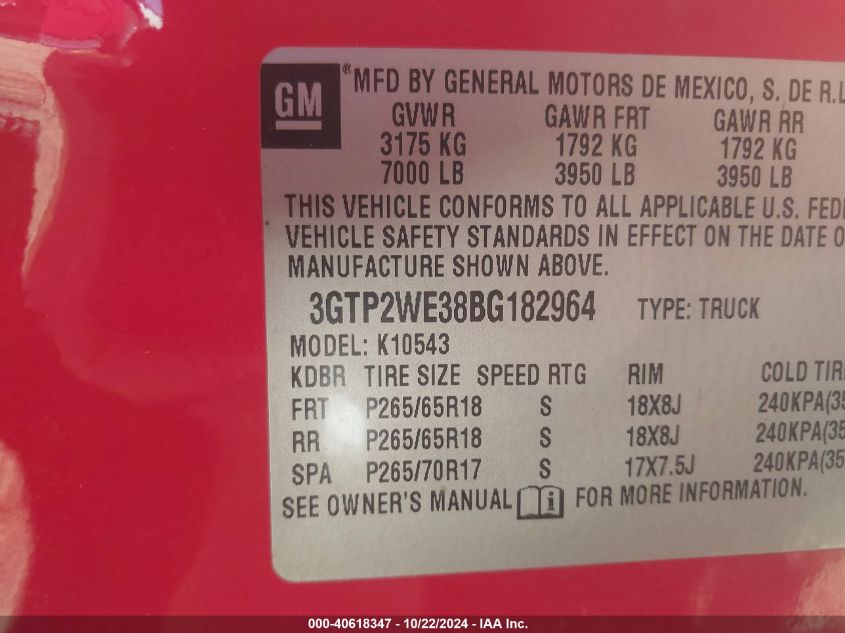 GM ® MFD BY GENERAL MOTORS DE MEXICO, S. DE R.L
GVWR GAWR FRT GAWR RR
3175 KG 1792 KG 1792 KG
7000 LB 3950 LB 3950 LB
THIS VEHICLE CONFORMS TO ALL APPLICABLE U.S. FEDE
VEHICLE SAFETY STANDARDS IN EFFECT ON THE DATE O
MANUFACTURE SHOWN ABOVE.
3GTP2WE38BG182964 TYPE: TRUCK
MODEL: K10543
KDBR TIRE SIZE SPEED RTG RIM COLD TIR
FRT P265/65R18 S 18X8J 240KPA(35
RR P265/65R18 S 18X8J 240KPA(35
SPA P265/70R17 S 17X7.5J 240KPA(35
SEE OWNER'S MANUAL i FOR MORE INFORMATION.
000-40618347 - 10/22/2024 - IAA Inc.